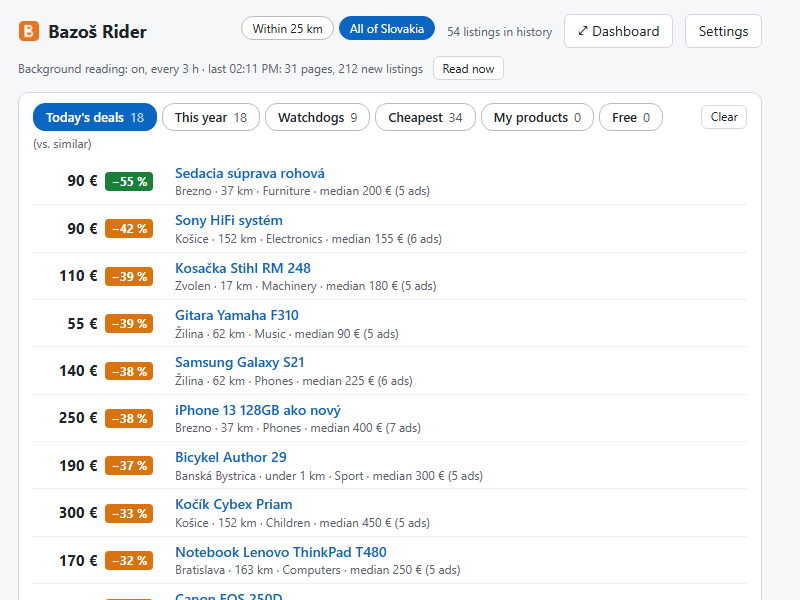 B Bazoš Rider
Within 25 km
All of Slovakia
54 listings in history
⤢ Dashboard
Settings
Background reading: on, every 3 h · last 02:11 PM: 31 pages, 212 new listings
Read now
Today's deals 18
This year 18
Watchdogs 9
Cheapest 34
My products 0
Free 0
Clear
(vs. similar)
90 € −55 % Sedacia súprava rohová
Brezno · 37 km · Furniture · median 200 € (5 ads)
90 € −42 % Sony HiFi systém
Košice · 152 km · Electronics · median 155 € (6 ads)
110 € −39 % Kosačka Stihl RM 248
Zvolen · 17 km · Machinery · median 180 € (5 ads)
55 € −39 % Gitara Yamaha F310
Žilina · 62 km · Music · median 90 € (5 ads)
140 € −38 % Samsung Galaxy S21
Žilina · 62 km · Phones · median 225 € (6 ads)
250 € −38 % iPhone 13 128GB ako nový
Brezno · 37 km · Phones · median 400 € (7 ads)
190 € −37 % Bicykel Author 29
Banská Bystrica · under 1 km · Sport · median 300 € (5 ads)
300 € −33 % Kočík Cybex Priam
Košice · 152 km · Children · median 450 € (5 ads)
170 € −32 % Notebook Lenovo ThinkPad T480
Bratislava · 163 km · Computers · median 250 € (5 ads)
Canon EOS 250D